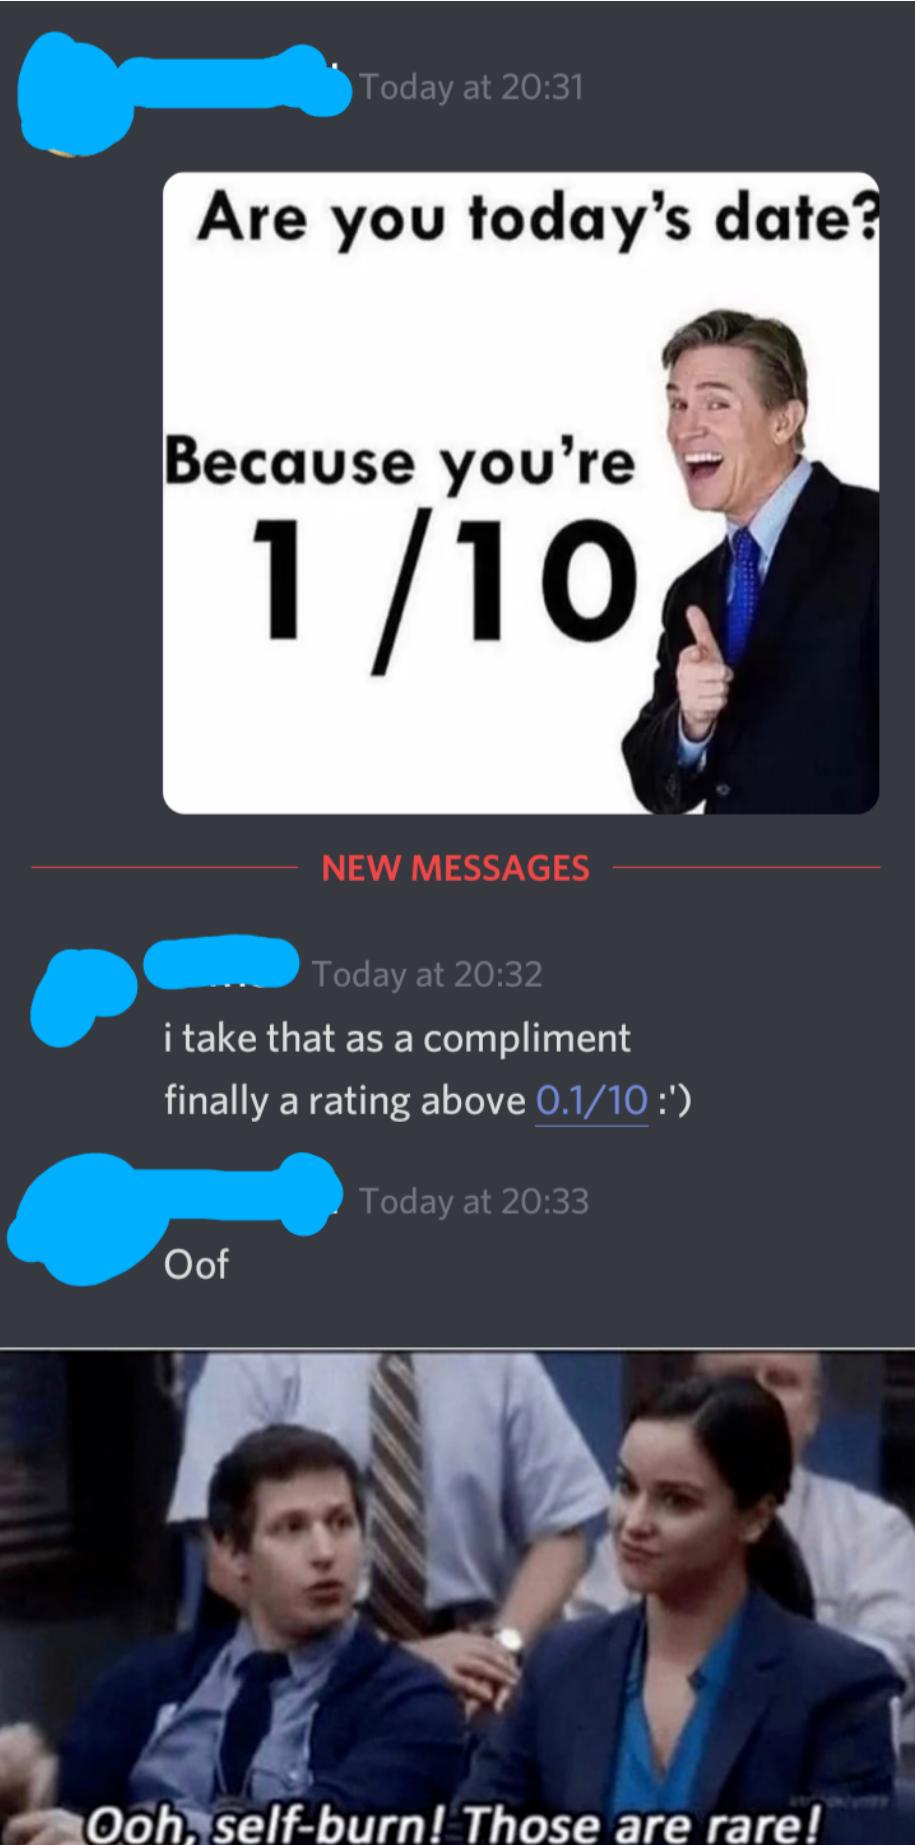 Today at 20:31
Are you today's date?
Because you're
1 /10
NEW MESSAGES
Today at 20:32
i take that as a compliment
finally a rating above 0.1/10 :')
Today at 20:33
Oof
Ooh, self-burn! Those are rare!